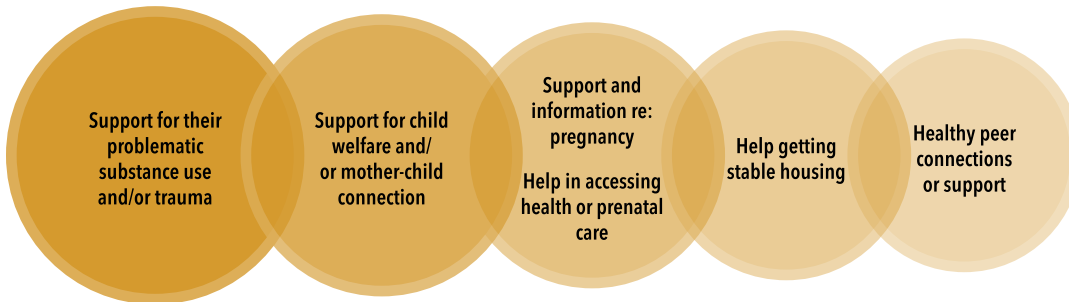 Support for their
problematic
substance use
and/or trauma
Support for child
welfare and/
or mother-child
connection
Support and
information re:
pregnancy
Help in accessing
health or prenatal
care
Help getting
stable housing
Healthy peer
connections
or support